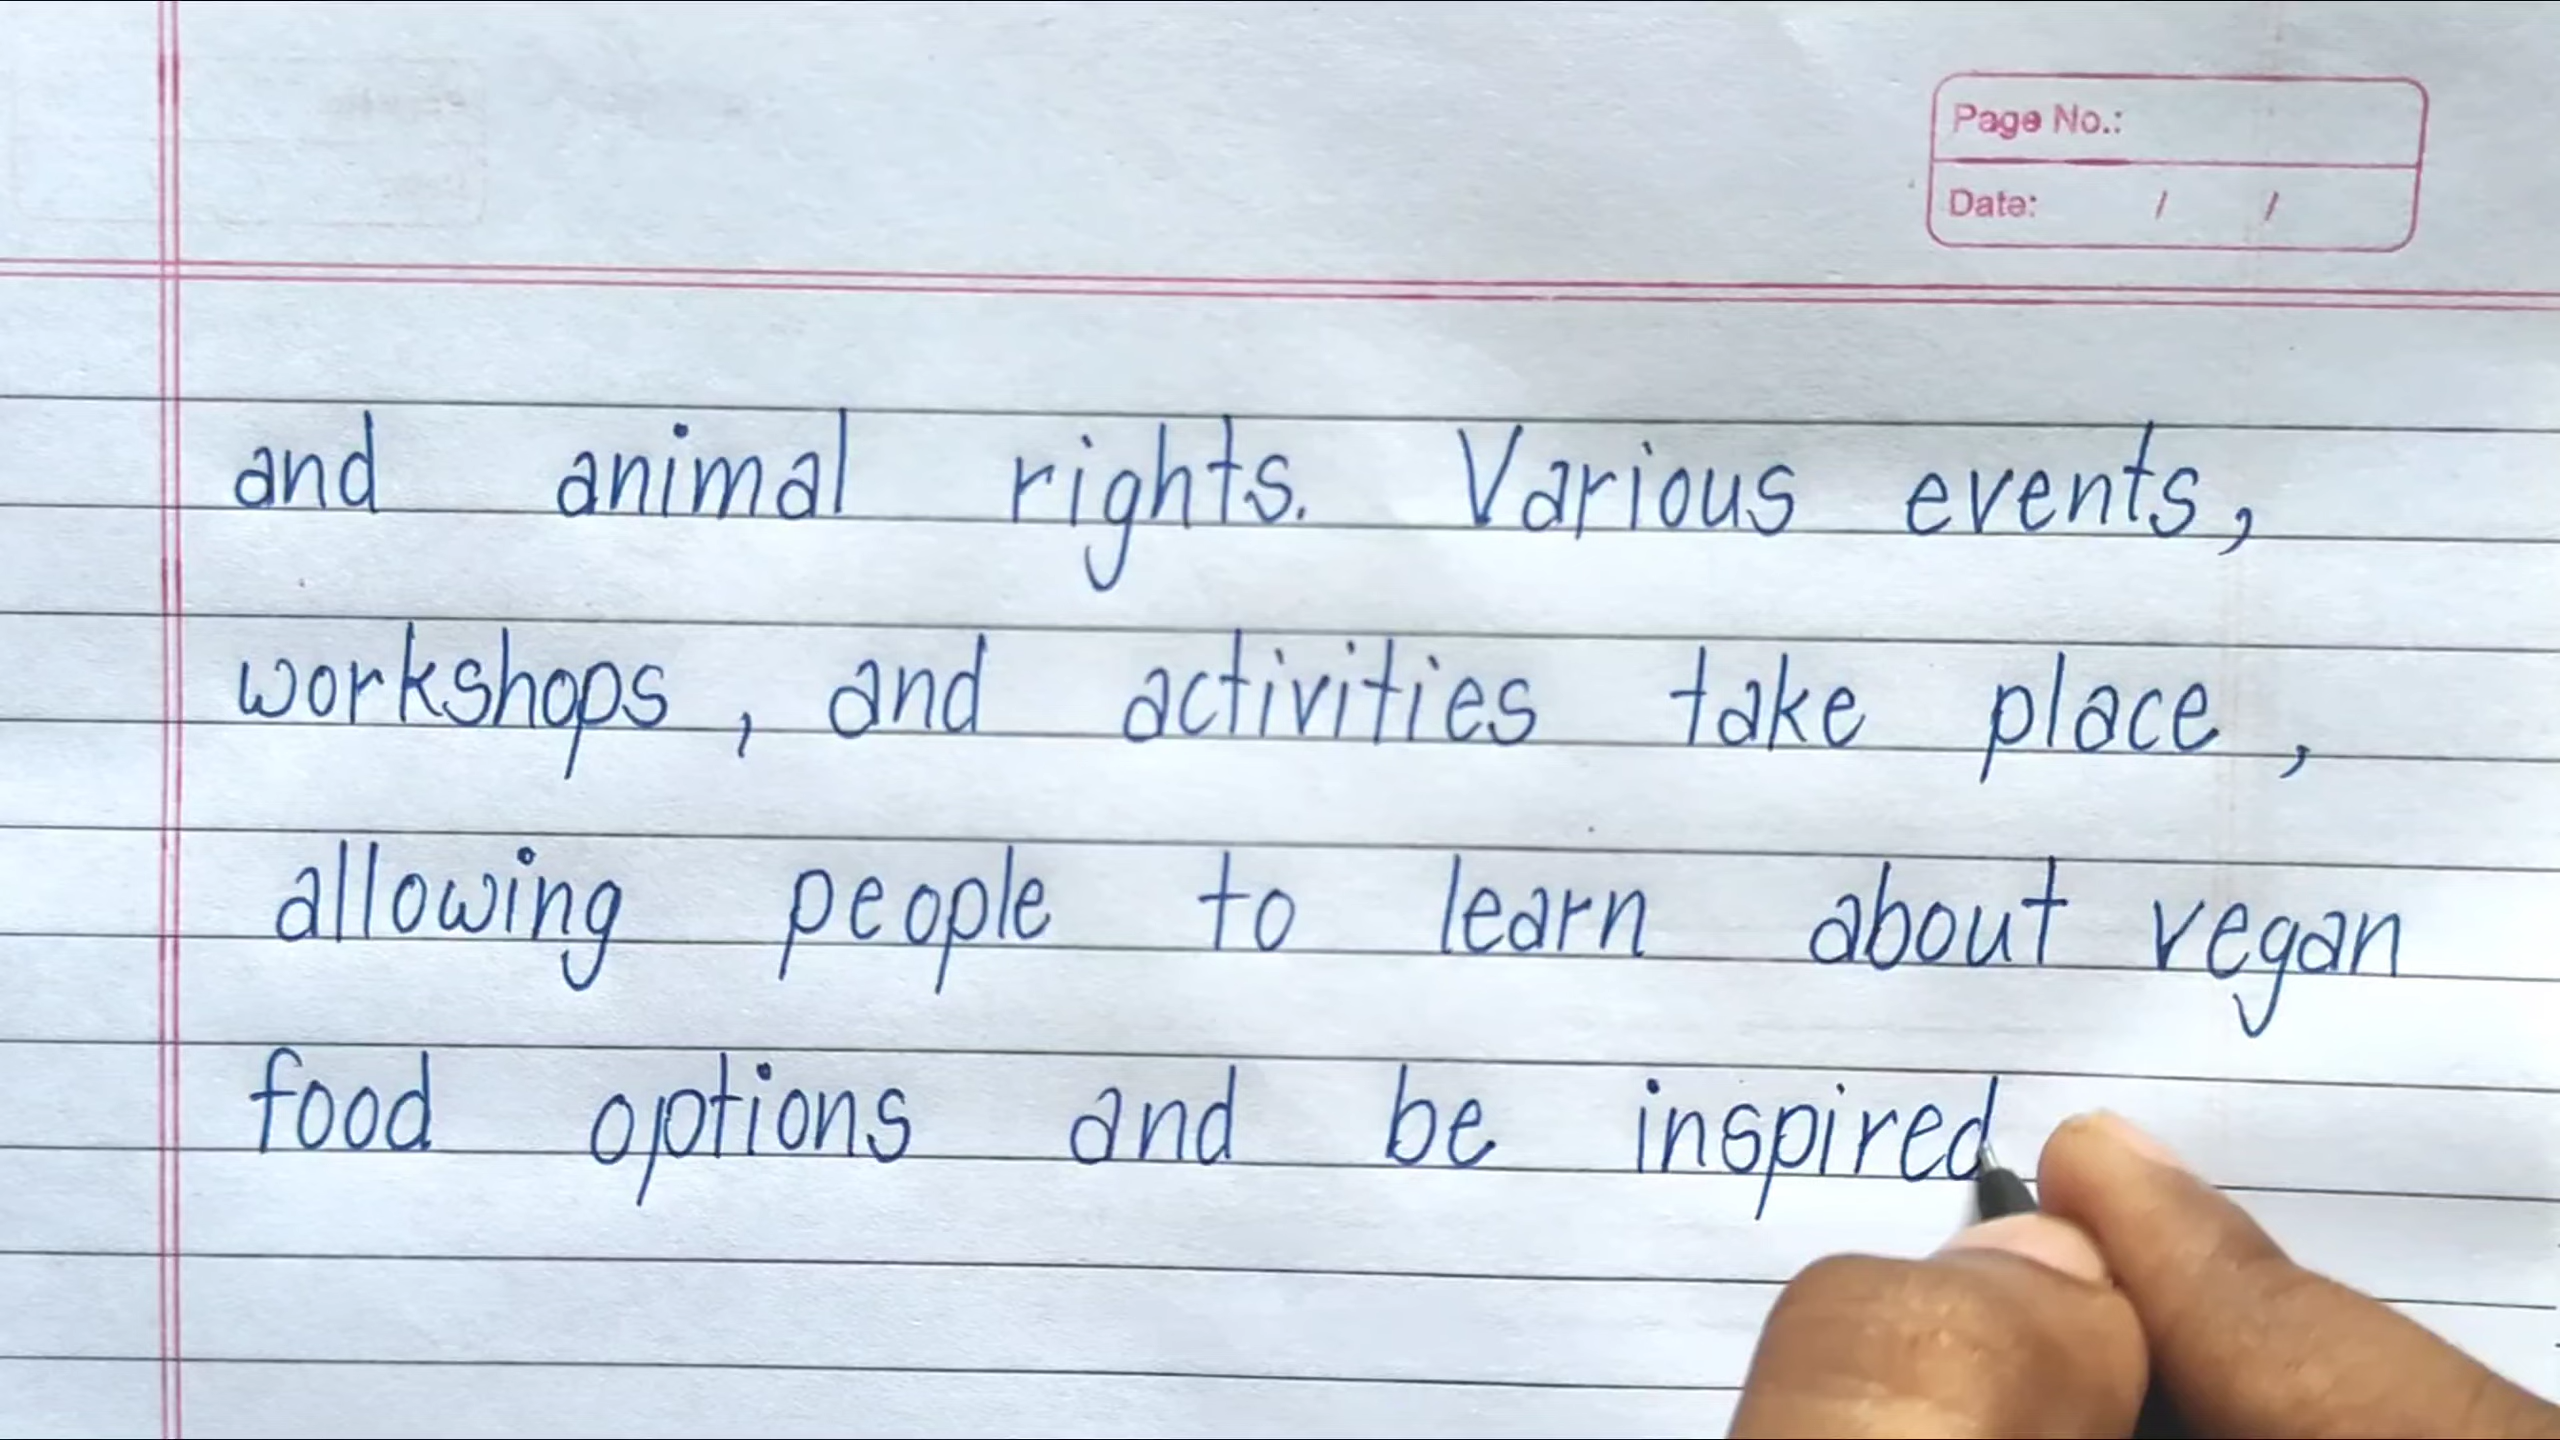 Page No.:
Date: / /
and animal rights. Various events,
workshops, and activities take place,
allowing people to learn about vegan
food options and be inspired